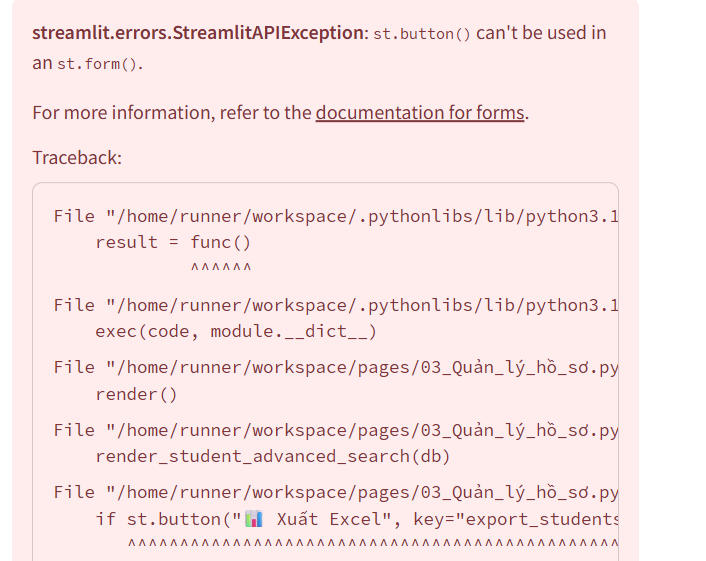 streamlit.errors.StreamlitAPIException: st.button() can't be used in
an st.form().
For more information, refer to the documentation for forms.
Traceback:
File "/home/runner/workspace/.pythonlibs/lib/python3.1
result = func()
^^^^^^
File "/home/runner/workspace/.pythonlibs/lib/python3.1
exec(code, module.__dict__)
File "/home/runner/workspace/pages/03_Quản_lý_hồ_sơ.py
render()
File "/home/runner/workspace/pages/03_Quản_lý_hồ_sơ.py
render_student_advanced_search(db)
File "/home/runner/workspace/pages/03_Quản_lý_hồ_sơ.py
if st.button("📊 Xuất Excel", key="export_students
^^^^^^^^^^^^^^^^^^^^^^^^^^^^^^^^^^^^^^^^^^^^^^^